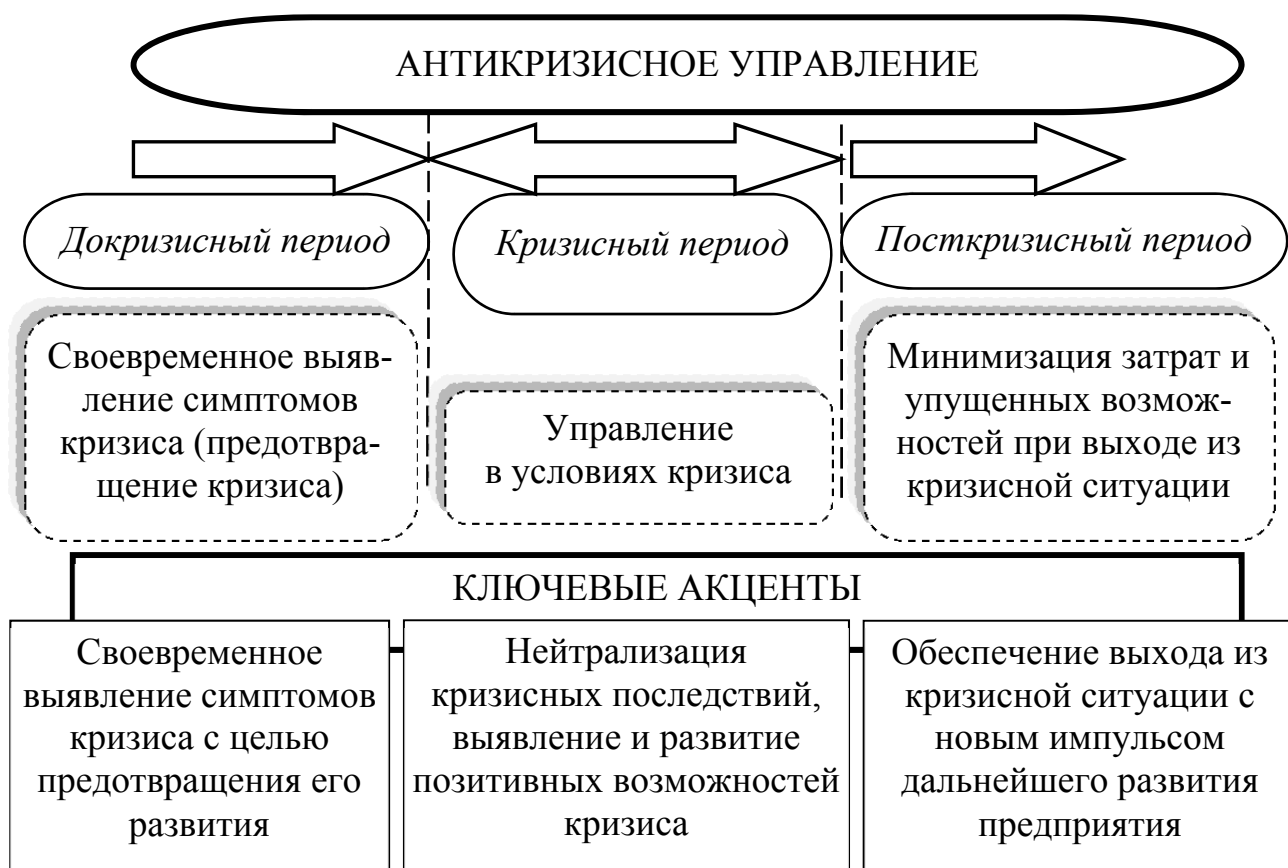 АНТИКРИЗИСНОЕ УПРАВЛЕНИЕ
Докризисный период
Кризисный период
Посткризисный период
Своевременное выяв-
ление симптомов
кризиса (предотвра-
щение кризиса)
Управление
в условиях кризиса
Минимизация затрат и
упущенных возмож-
ностей при выходе из
кризисной ситуации
КЛЮЧЕВЫЕ АКЦЕНТЫ
Своевременное
выявление симптомов
кризиса с целью
предотвращения его
развития
Нейтрализация
кризисных последствий,
выявление и развитие
позитивных возможностей
кризиса
Обеспечение выхода из
кризисной ситуации с
новым импульсом
дальнейшего развития
предприятия